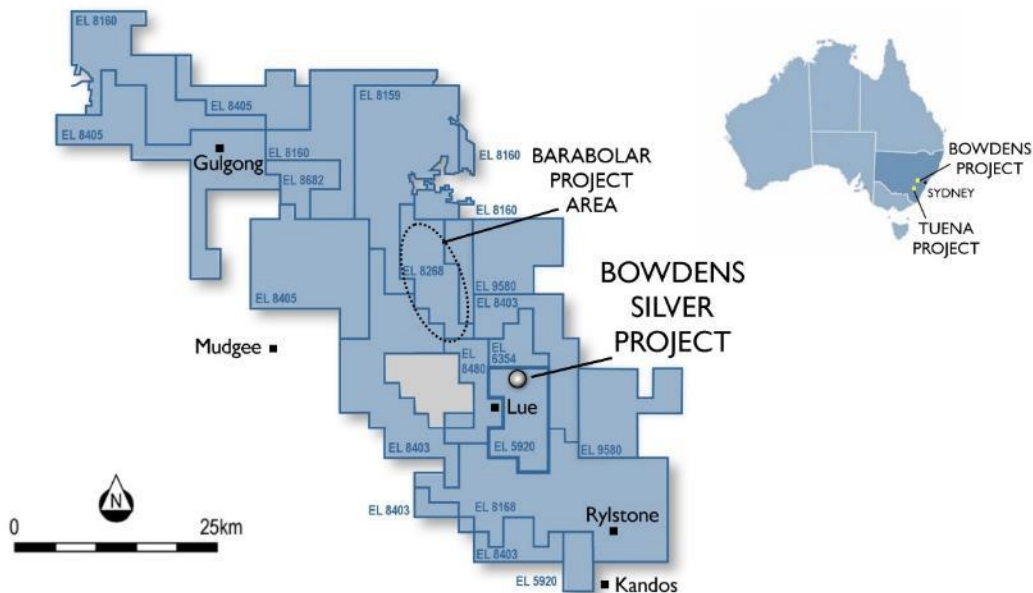 EL 8160
EL 8405
EL 8159
EL 8405
Gulgong
EL 8160
EL 8682
EL 8160
BARABOLAR
PROJECT
AREA
EL 8160
EL 8268
EL 9580
EL 8403
EL 8405
BOWDENS
SILVER
PROJECT
Mudgee
EL
6354
EL
8480
Lue
EL 8403
EL 5920
EL 9580
EL 8403
EL 8168
Rylstone
EL 8403
EL 5920
Kandos
N
0
25km
BOWDENS
PROJECT
SYDNEY
TUENA
PROJECT